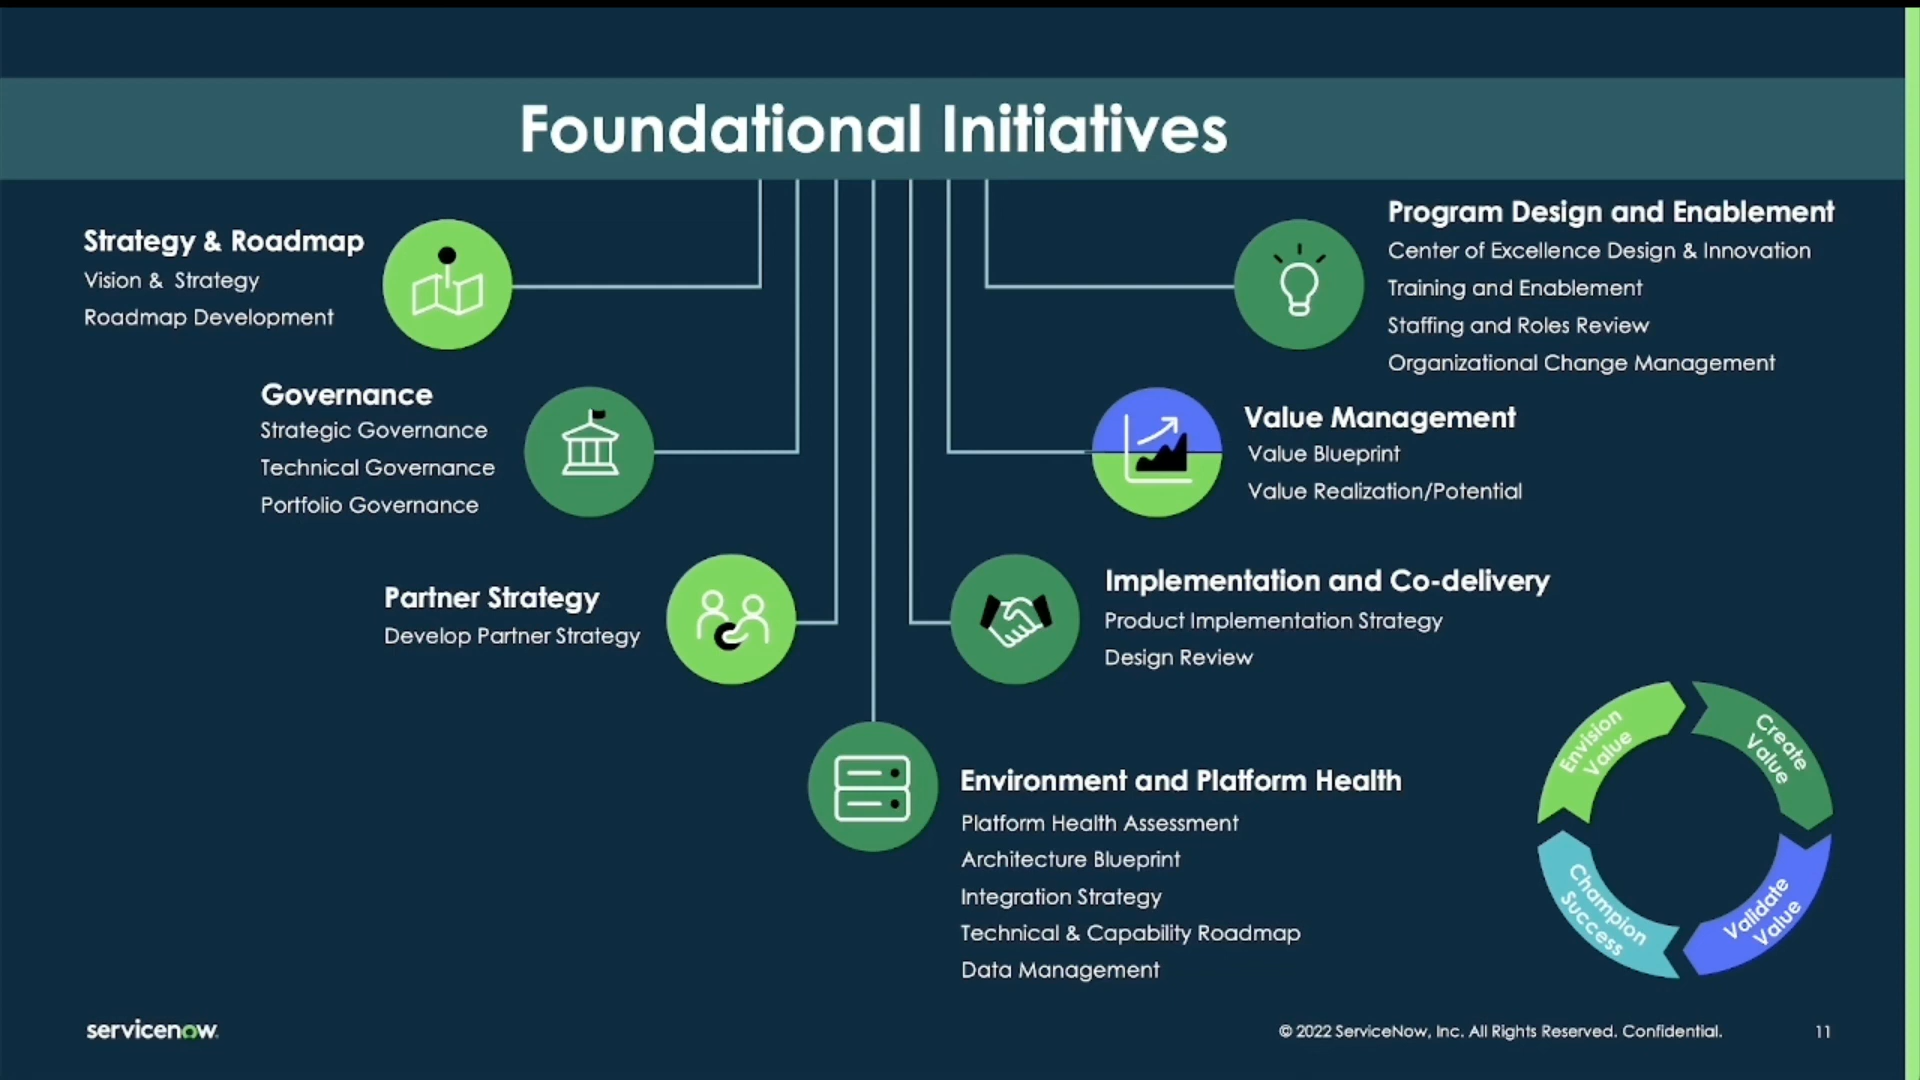 Foundational Initiatives
Strategy & Roadmap
Vision & Strategy
Roadmap Development
Governance
Strategic Governance
Technical Governance
Portfolio Governance
Partner Strategy
Develop Partner Strategy
Program Design and Enablement
Center of Excellence Design & Innovation
Training and Enablement
Staffing and Roles Review
Organizational Change Management
Value Management
Value Blueprint
Value Realization/Potential
Implementation and Co-delivery
Product Implementation Strategy
Design Review
Environment and Platform Health
Platform Health Assessment
Architecture Blueprint
Integration Strategy
Technical & Capability Roadmap
Data Management
Envision
Value
Create
Value
Validate
Value
Champion
Success
servicenow
© 2022 ServiceNow, Inc. All Rights Reserved. Confidential.
11